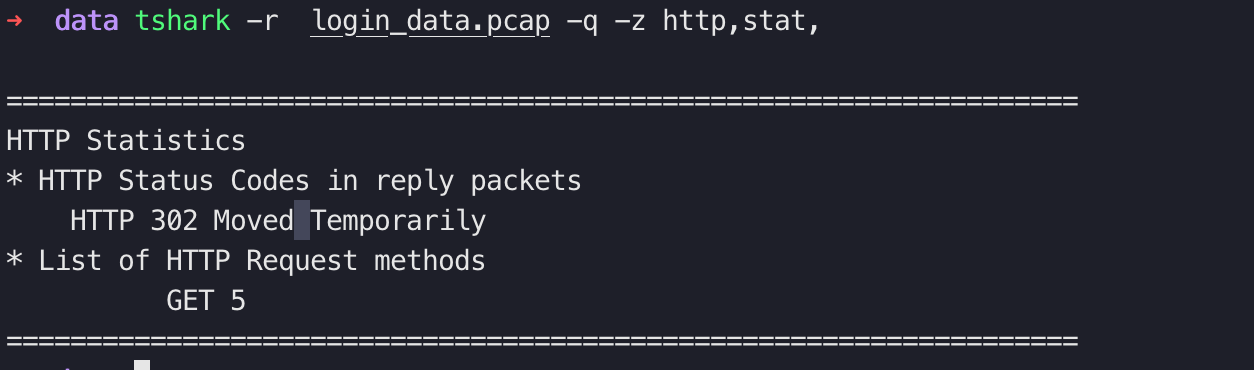 ➜ data tshark -r login_data.pcap -q -z http,stat,
===================================================================
HTTP Statistics
* HTTP Status Codes in reply packets
    HTTP 302 Moved Temporarily
* List of HTTP Request methods
          GET 5
===================================================================